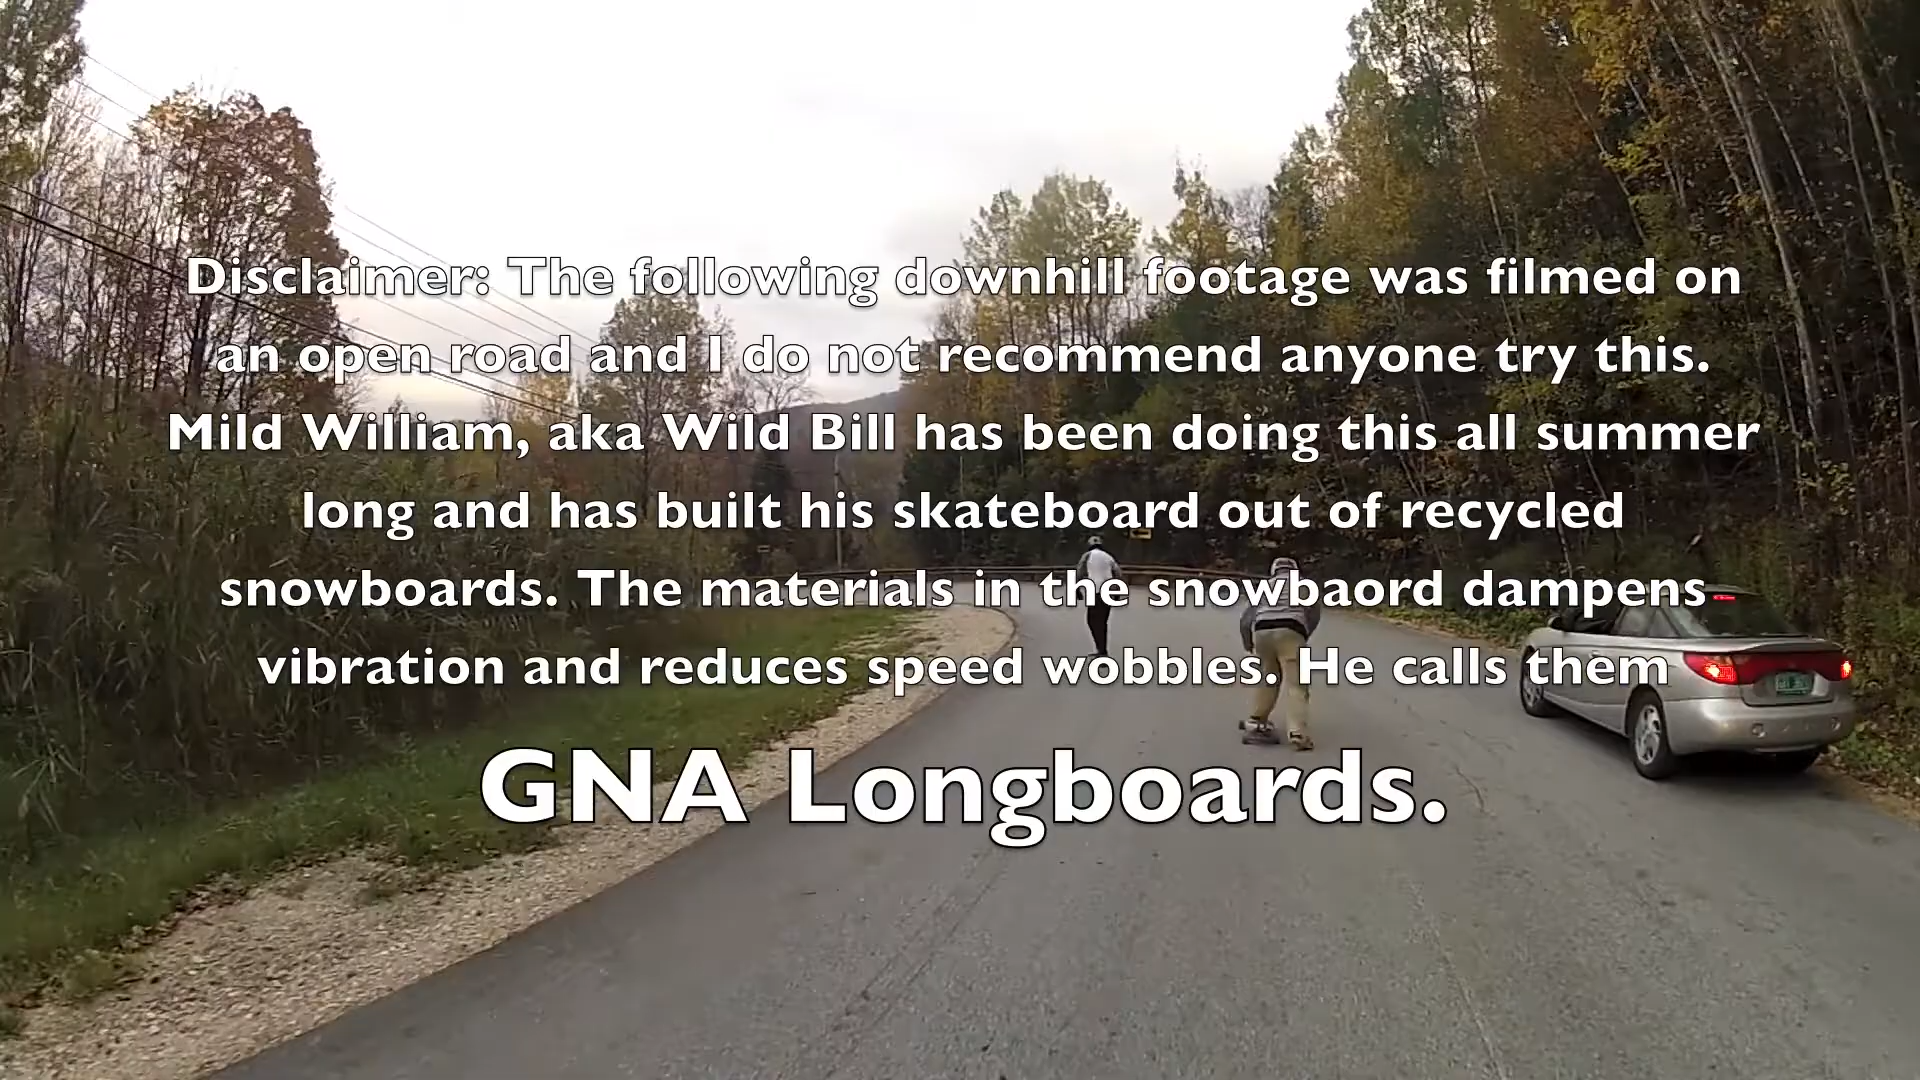 Disclaimer: The following downhill footage was filmed on
an open road and I do not recommend anyone try this.
Mild William, aka Wild Bill has been doing this all summer
long and has built his skateboard out of recycled
snowboards. The materials in the snowbaord dampens
vibration and reduces speed wobbles. He calls them
GNA Longboards.